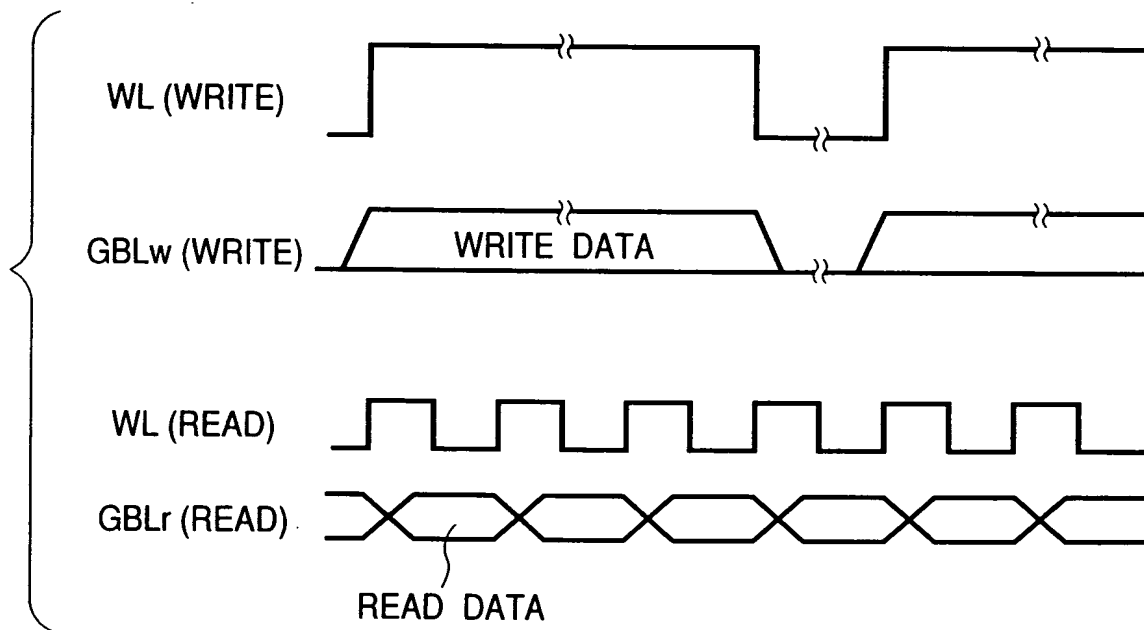 WL (WRITE)
GBLw (WRITE)
WRITE DATA
WL (READ)
GBLr (READ)
READ DATA